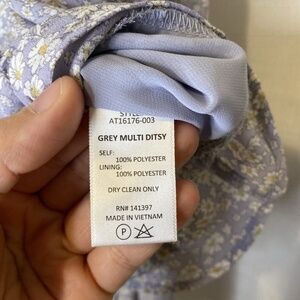 STYLE
AT16176-003
GREY MULTI DITSY
SELF:
100% POLYESTER
LINING:
100% POLYESTER
DRY CLEAN ONLY
RN# 141397
MADE IN VIETNAM
P